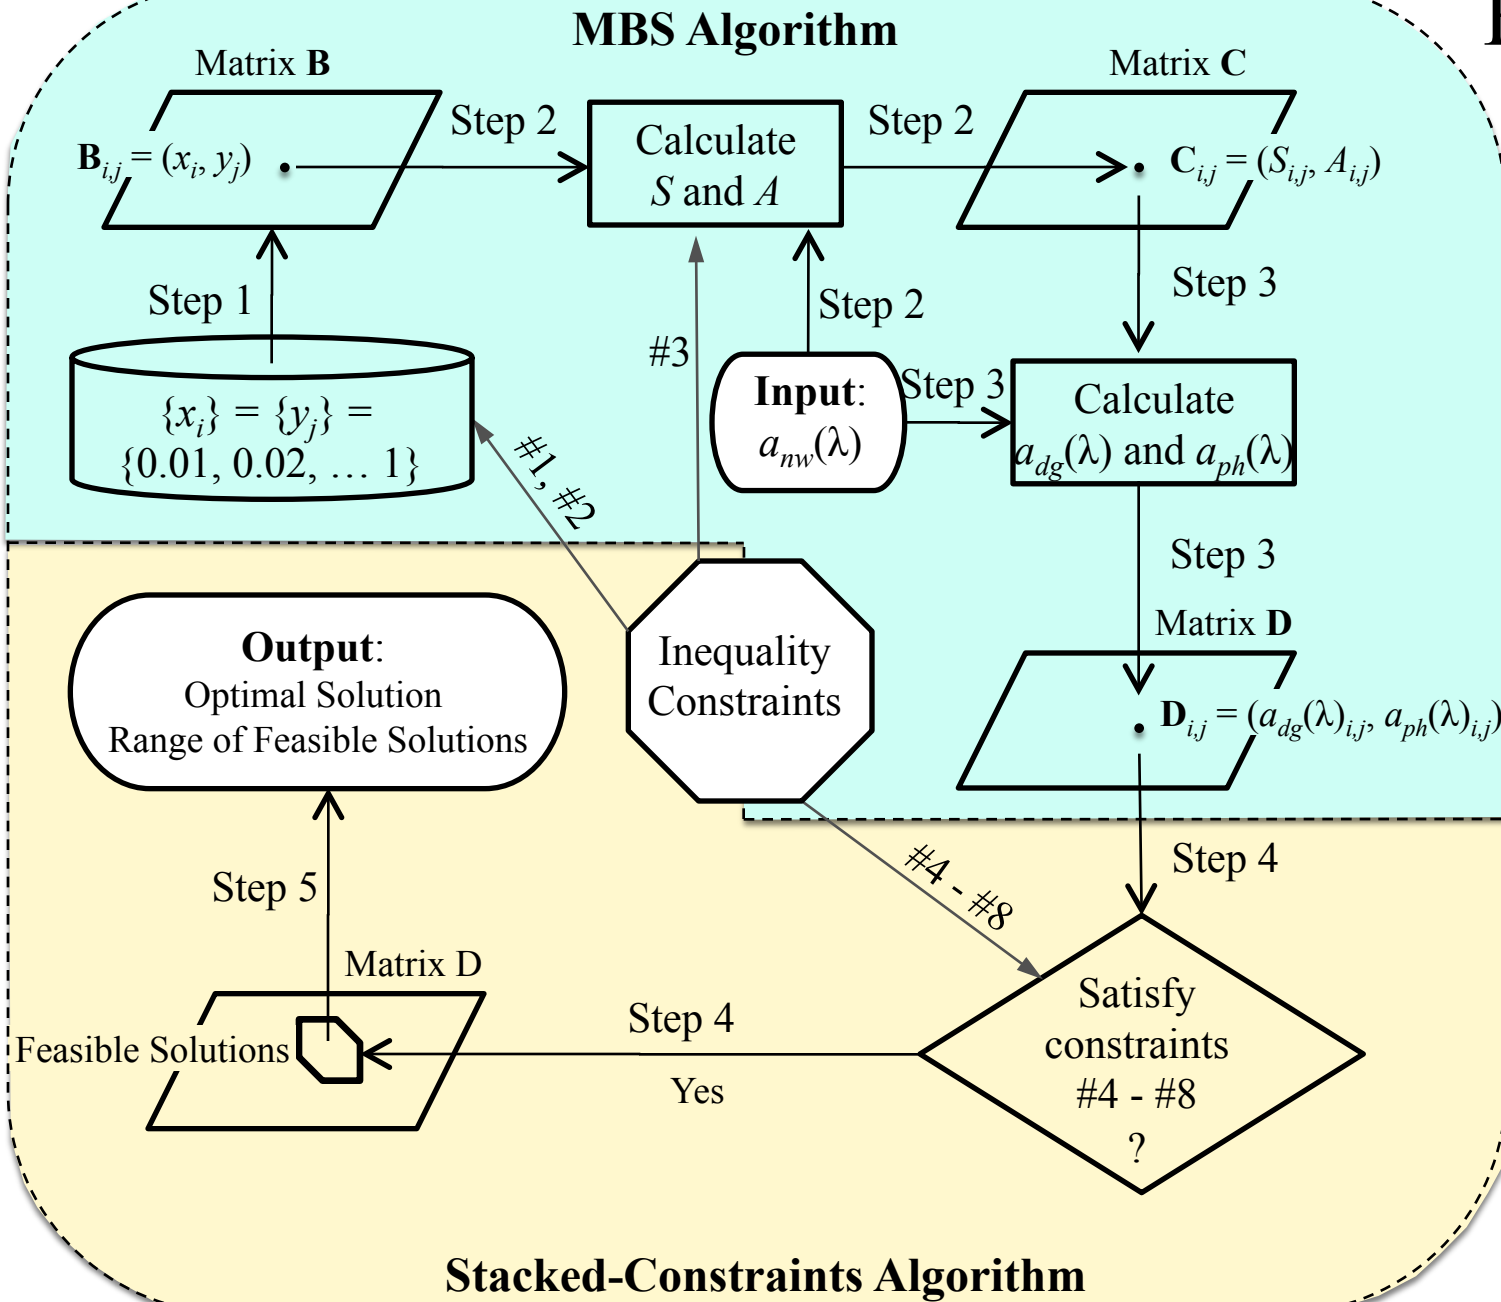 MBS Algorithm
Matrix B
Matrix C
Step 2
Calculate
S and A
Step 2
B_{i,j} = (x_i, y_j)
C_{i,j} = (S_{i,j}, A_{i,j})
Step 1
Step 2
Step 3
#3
{x_i} = {y_j} =
{0.01, 0.02, … 1}
Input:
a_{nw}(λ)
Step 3
Calculate
a_{dg}(λ) and a_{ph}(λ)
#1, #2
Step 3
Matrix D
D_{i,j} = (a_{dg}(λ)_{i,j}, a_{ph}(λ)_{i,j})
Output:
Optimal Solution
Range of Feasible Solutions
Inequality
Constraints
Step 4
#4 - #8
Step 5
Matrix D
Feasible Solutions
Step 4
Yes
Satisfy
constraints
#4 - #8
?
Stacked-Constraints Algorithm